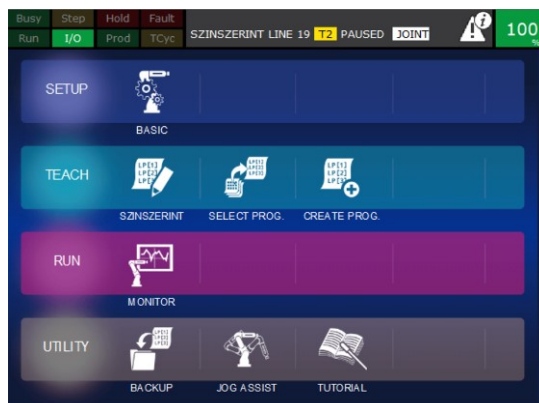 Busy Step Hold Fault
Run I/O Prod TCyc
SZINSZERINT LINE 19 T2 PAUSED JOINT
100
%
SETUP
BASIC
TEACH
SZINSZERINT SELECT PROG. CREATE PROG.
RUN
MONITOR
UTILITY
BACKUP JOG ASSIST TUTORIAL